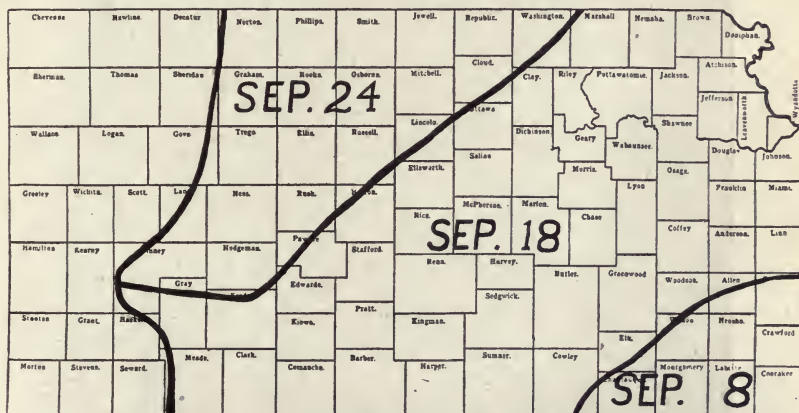 Cheyenne Rawlins. Decatur Norton. Phillips. Smith. Jewell. Republic. Washington. Marshall Nemaha. Brown. Doniphan.
Cloud. Atchison.
Sherman. Thomas Sheridan Graham. Rooks. Osborne. Mitchell. Clay. Riley Pottawatomie. Jackson.
SEP. 24
Jefferson Leavenworth Wyandotte
Ottawa
Lincoln. Shawnee
Wallace Logan. Gove Trego Ellis. Russell. Dickinson. Geary Wabaunsee. Douglas Johnson.
Saline
Ellsworth. Morris. Osage.
Greeley Wichita. Scott. Lane Ness. Rush. Lyon Franklin Miami.
Rice. McPherson. Marion. Chase
SEP. 18
Coffey Anderson. Linn
Hamilton Kearny Hodgeman. Pawnee Stafford.
Reno. Harvey.
Butler. Greenwood Woodson. Allen
Gray Edwards.
Sedgwick.
Pratt.
Stanton Grant. Kiowa. Kingman. Neosho.
Crawford
Elk.
Meade. Clark. Barber. Sumner. Cowley
Morton Stevens. Seward. Comanche. Harper. Montgomery Labette Cherokee
SEP. 8